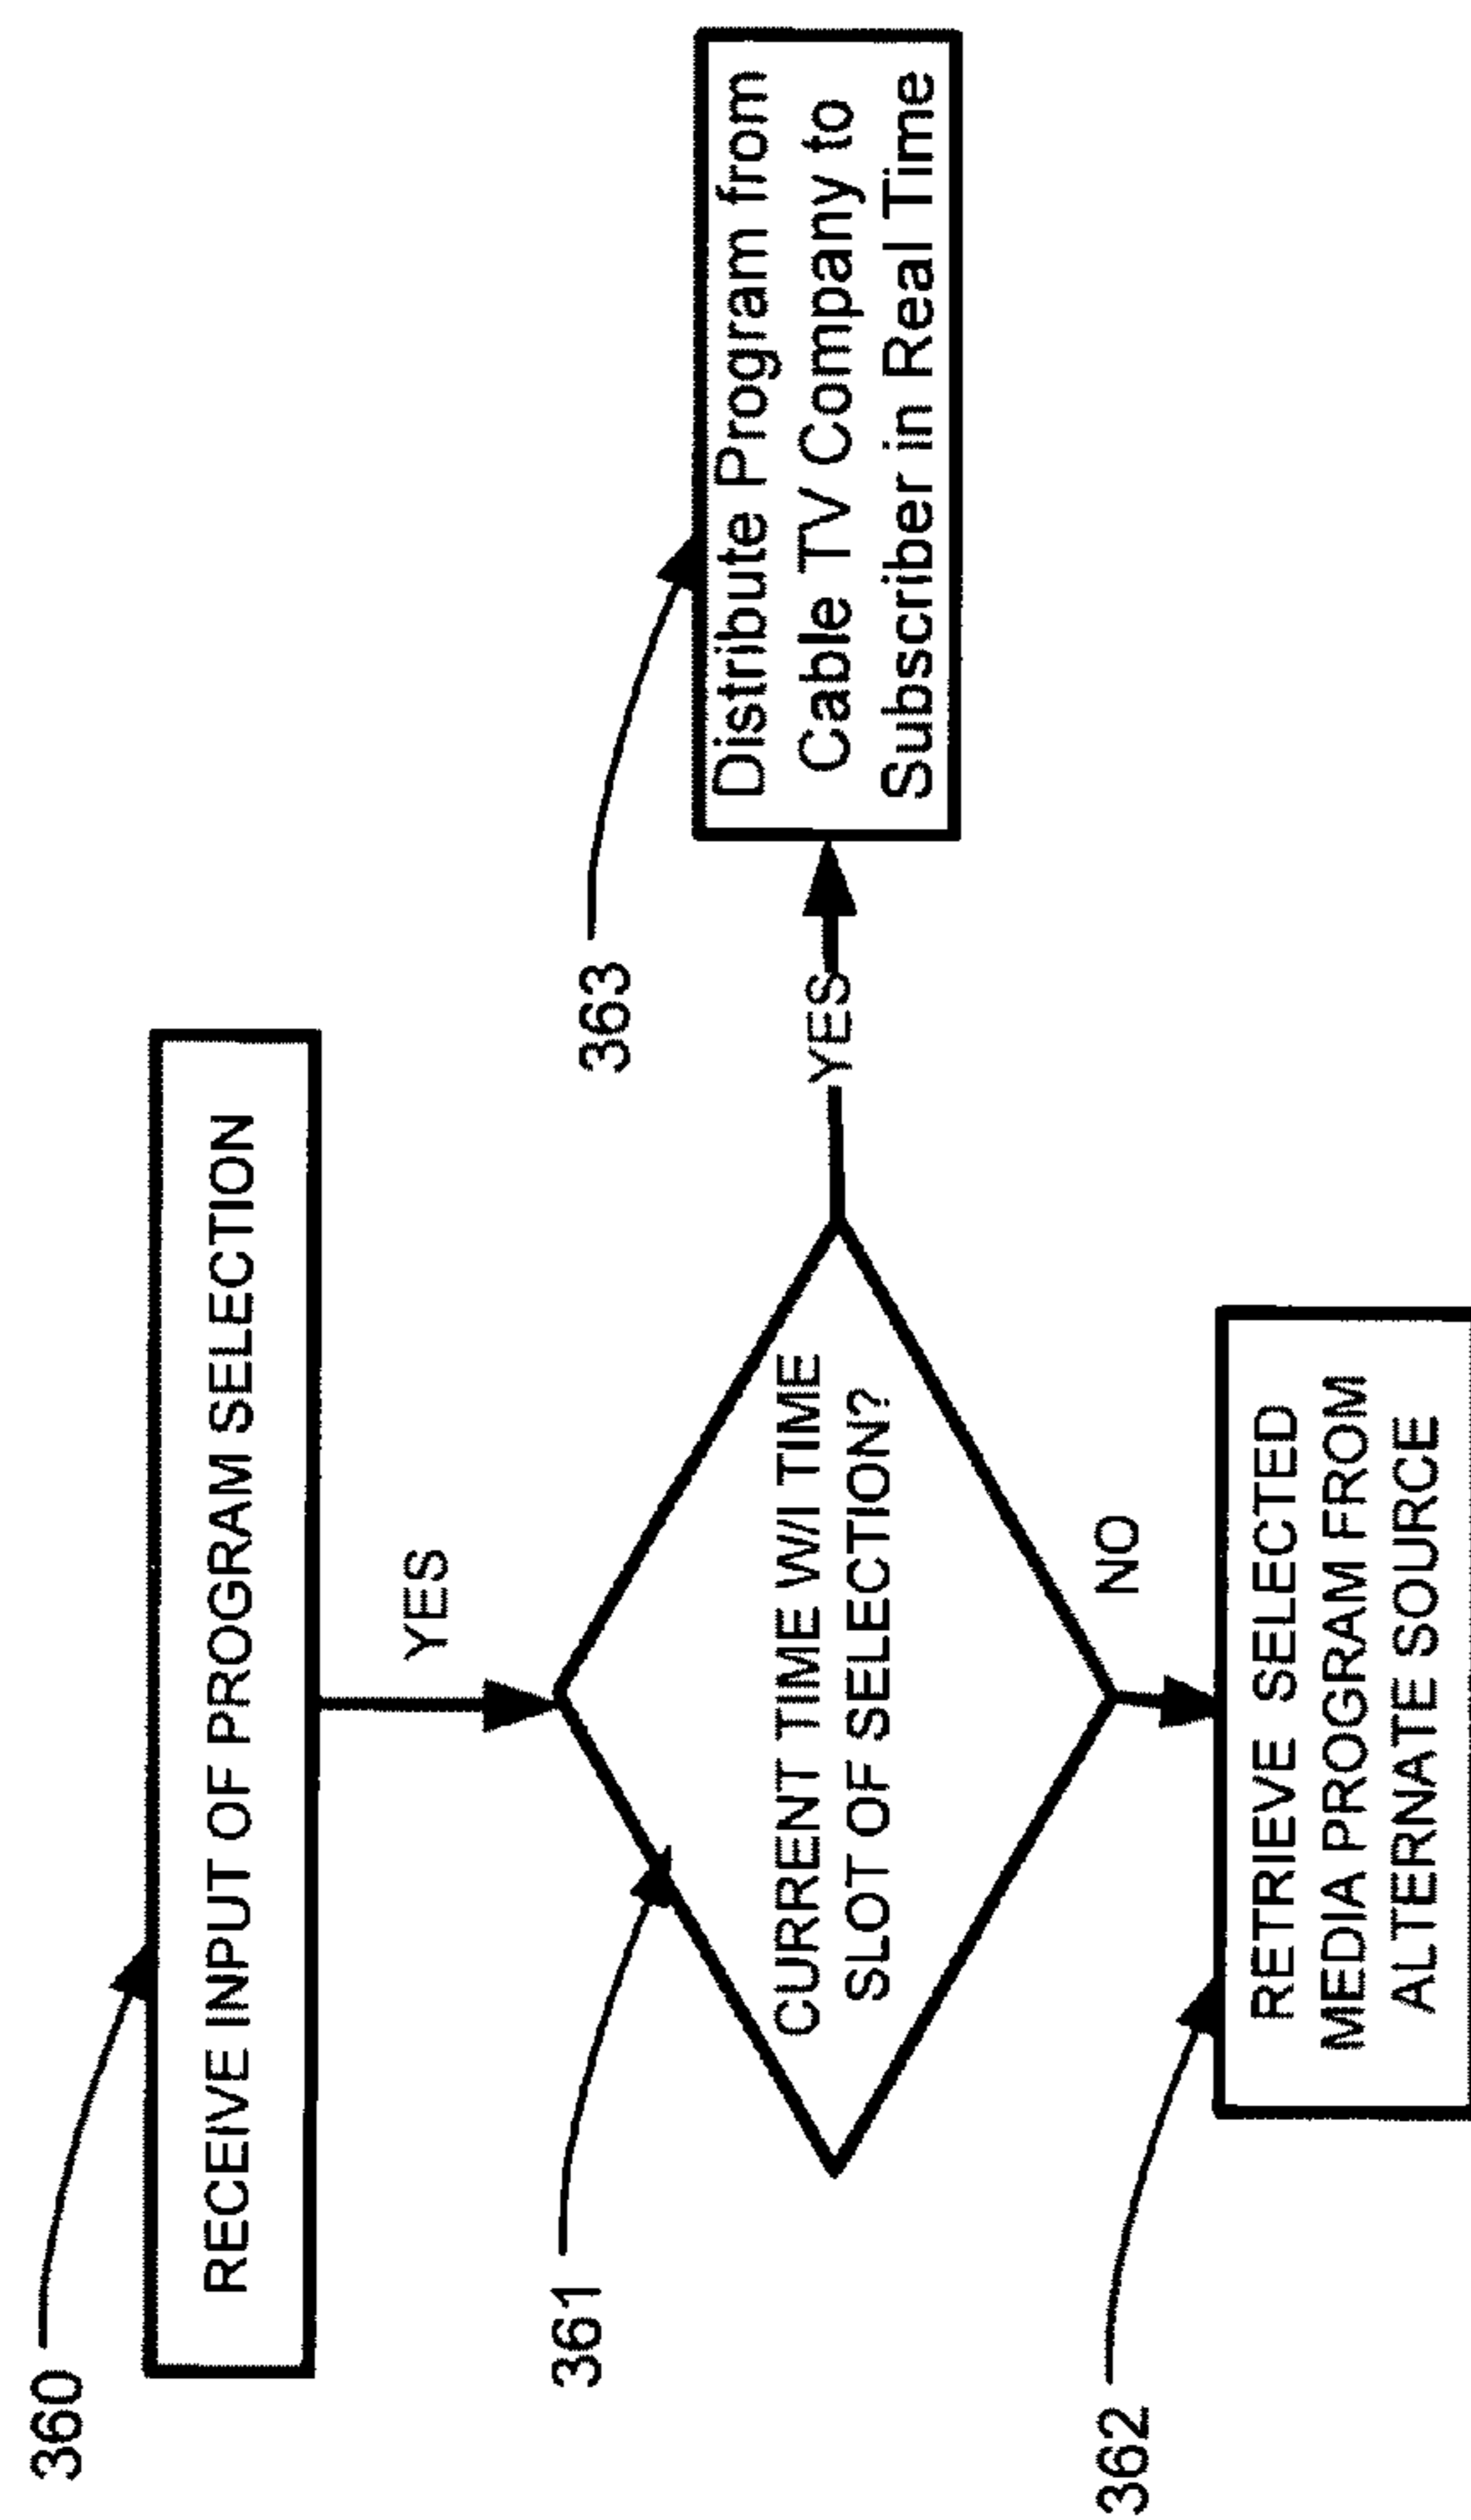 360
RECEIVE INPUT OF PROGRAM SELECTION
YES
361
CURRENT TIME W/I TIME
SLOT OF SELECTION?
YES
363
Distribute Program from
Cable TV Company to
Subscriber in Real Time
NO
362
RETRIEVE SELECTED
MEDIA PROGRAM FROM
ALTERNATE SOURCE